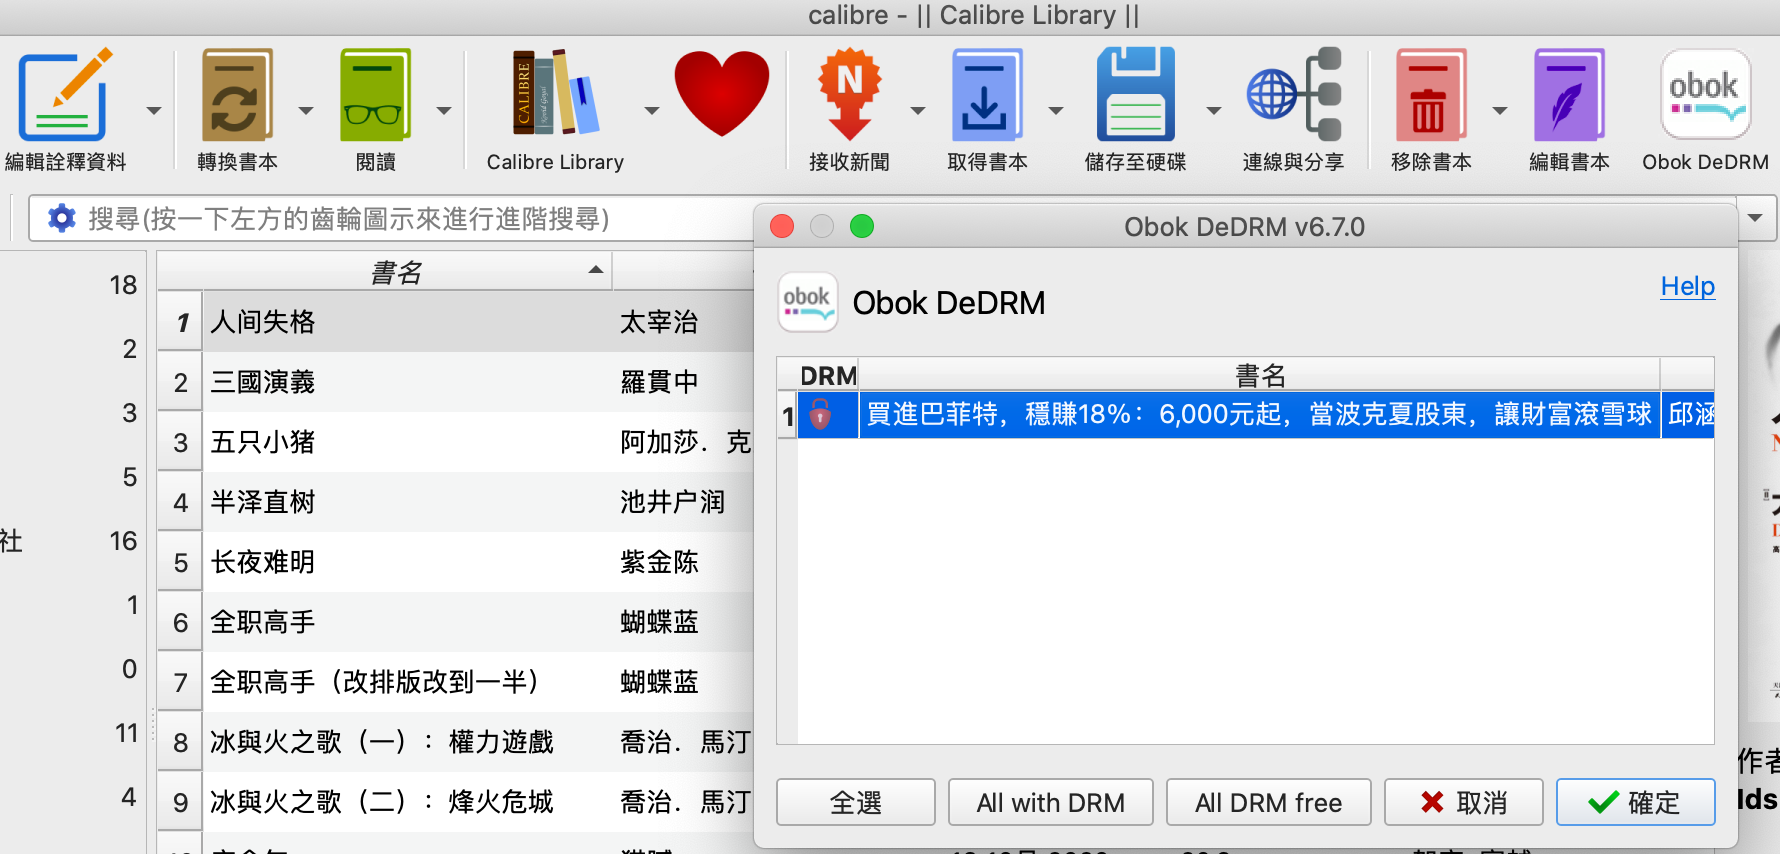 calibre - || Calibre Library ||
編輯詮釋資料
轉換書本
閱讀
CALIBRE
Calibre Library
N
接收新聞
取得書本
儲存至硬碟
連線與分享
移除書本
編輯書本
obok
Obok DeDRM
搜尋(按一下左方的齒輪圖示來進行進階搜尋)
18
2
3
5
社 16
1
0
11
4
書名
1 人间失格 太宰治
2 三國演義 羅貫中
3 五只小猪 阿加莎．克
4 半泽直树 池井户润
5 长夜难明 紫金陈
6 全职高手 蝴蝶蓝
7 全职高手（改排版改到一半） 蝴蝶蓝
8 冰與火之歌（一）：權力遊戲 喬治．馬汀
9 冰與火之歌（二）：烽火危城 喬治．馬汀
Obok DeDRM v6.7.0
obok
Obok DeDRM
Help
DRM 書名
1 買進巴菲特，穩賺18%：6,000元起，當波克夏股東，讓財富滾雪球 邱涵
全選
All with DRM
All DRM free
取消
確定
作者
Ids